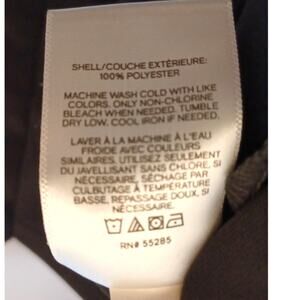 SHELL/COUCHE EXTÉRIEURE:
100% POLYESTER
MACHINE WASH COLD WITH LIKE
COLORS. ONLY NON-CHLORINE
BLEACH WHEN NEEDED. TUMBLE
DRY LOW. COOL IRON IF NEEDED.
LAVER À LA MACHINE À L'EAU
FROIDE AVEC COULEURS
SIMILAIRES. UTILISEZ SEULEMENT
DU JAVELLISANT SANS CHLORE, SI
NÉCESSAIRE, SÉCHAGE PAR
CULBUTAGE À TEMPÉRATURE
BASSE, REPASSAGE DOUX, SI
NÉCESSAIRE.
RN# 55285